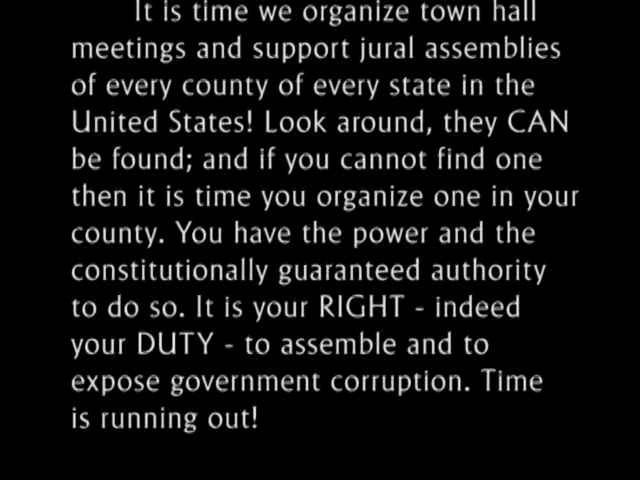 It is time we organize town hall
meetings and support jural assemblies
of every county of every state in the
United States! Look around, they CAN
be found; and if you cannot find one
then it is time you organize one in your
county. You have the power and the
constitutionally guaranteed authority
to do so. It is your RIGHT - indeed
your DUTY - to assemble and to
expose government corruption. Time
is running out!